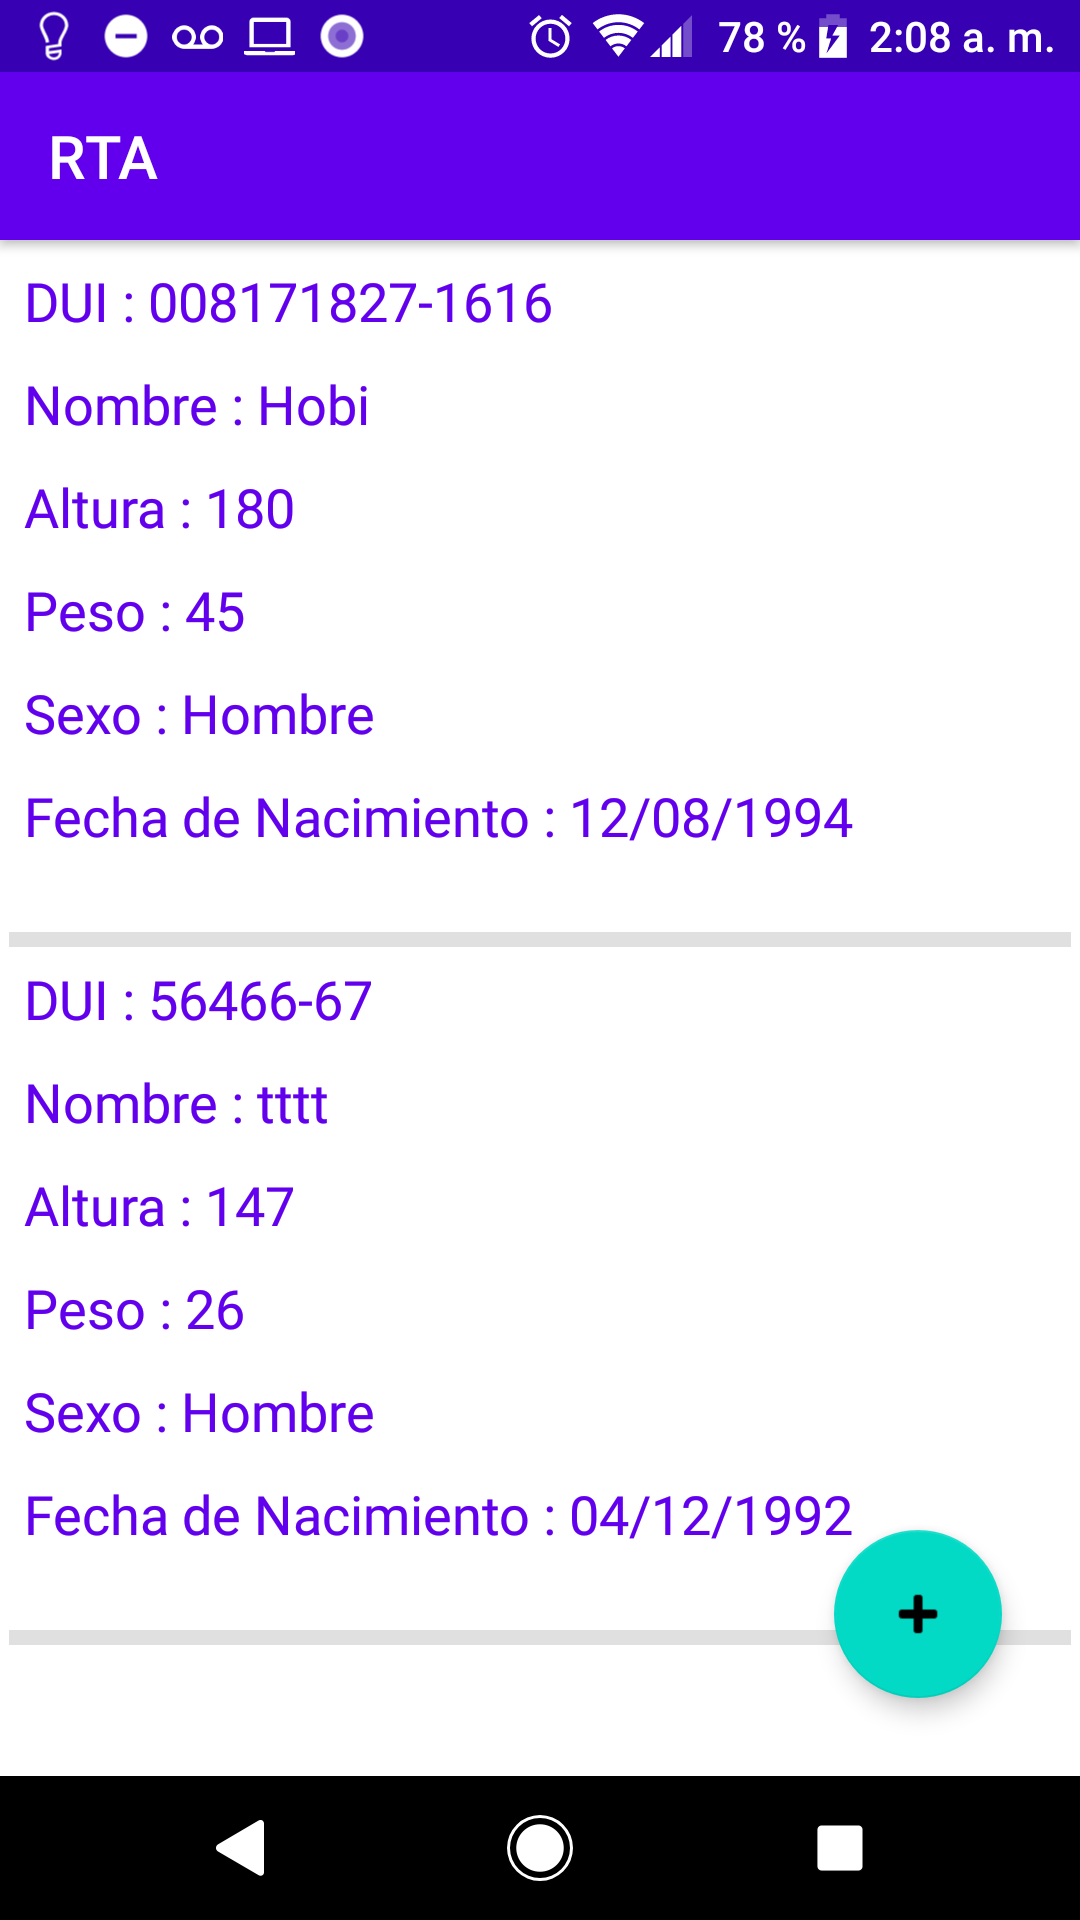 78 % 2:08 a. m.
RTA
DUI : 008171827-1616
Nombre : Hobi
Altura : 180
Peso : 45
Sexo : Hombre
Fecha de Nacimiento : 12/08/1994
DUI : 56466-67
Nombre : tttt
Altura : 147
Peso : 26
Sexo : Hombre
Fecha de Nacimiento : 04/12/1992